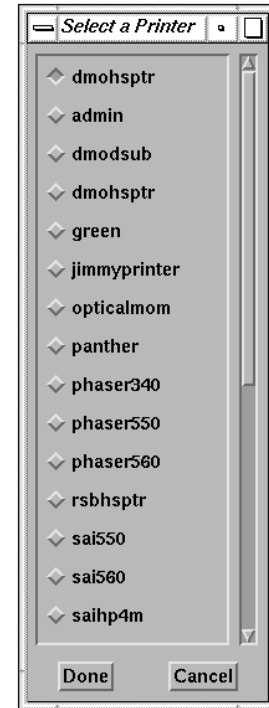 Select a Printer
dmohsptr
admin
dmodsub
dmohsptr
green
jimmyprinter
opticalmom
panther
phaser340
phaser550
phaser560
rsbhsptr
sai550
sai560
saihp4m
Done Cancel